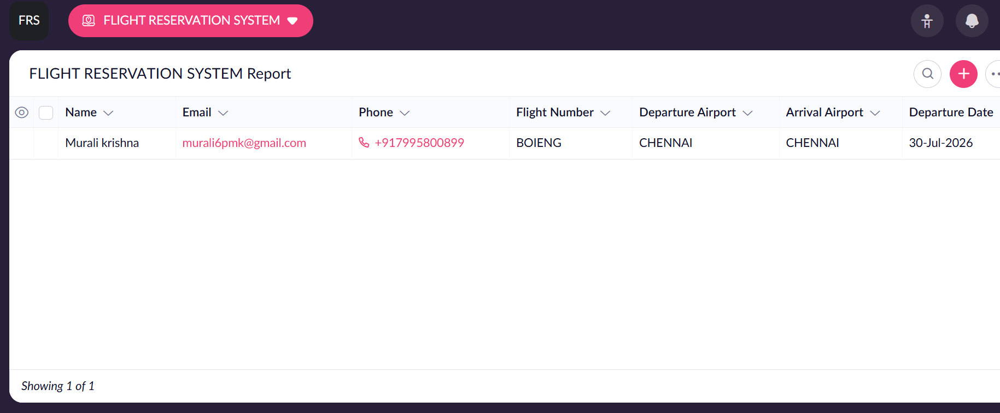 FRS
FLIGHT RESERVATION SYSTEM
FLIGHT RESERVATION SYSTEM Report
Name Email Phone Flight Number Departure Airport Arrival Airport Departure Date
Murali krishna murali6pmk@gmail.com +917995800899 BOIENG CHENNAI CHENNAI 30-Jul-2026
Showing 1 of 1